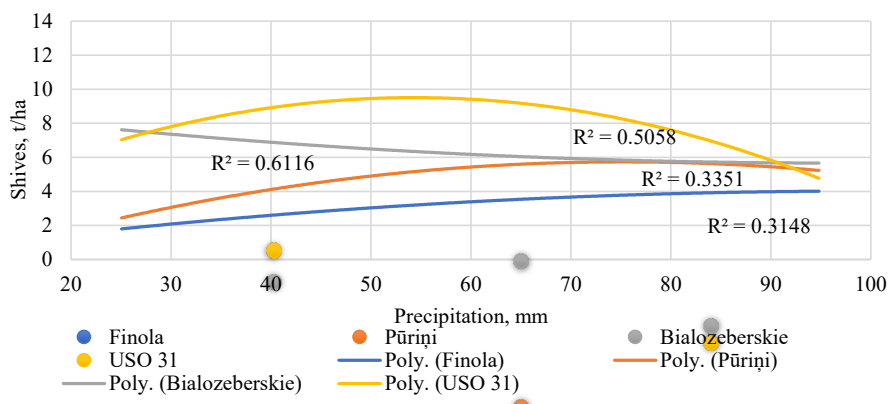 14
12
10
8
6
4
2
0
Shives, t/ha
R² = 0.5058
R² = 0.6116
R² = 0.3351
R² = 0.3148
20 30 40 50 60 70 80 90 100
Precipitation, mm
Finola Pūriņi Bialozeberskie
USO 31 Poly. (Finola) Poly. (Pūriņi)
Poly. (Bialozeberskie) Poly. (USO 31)